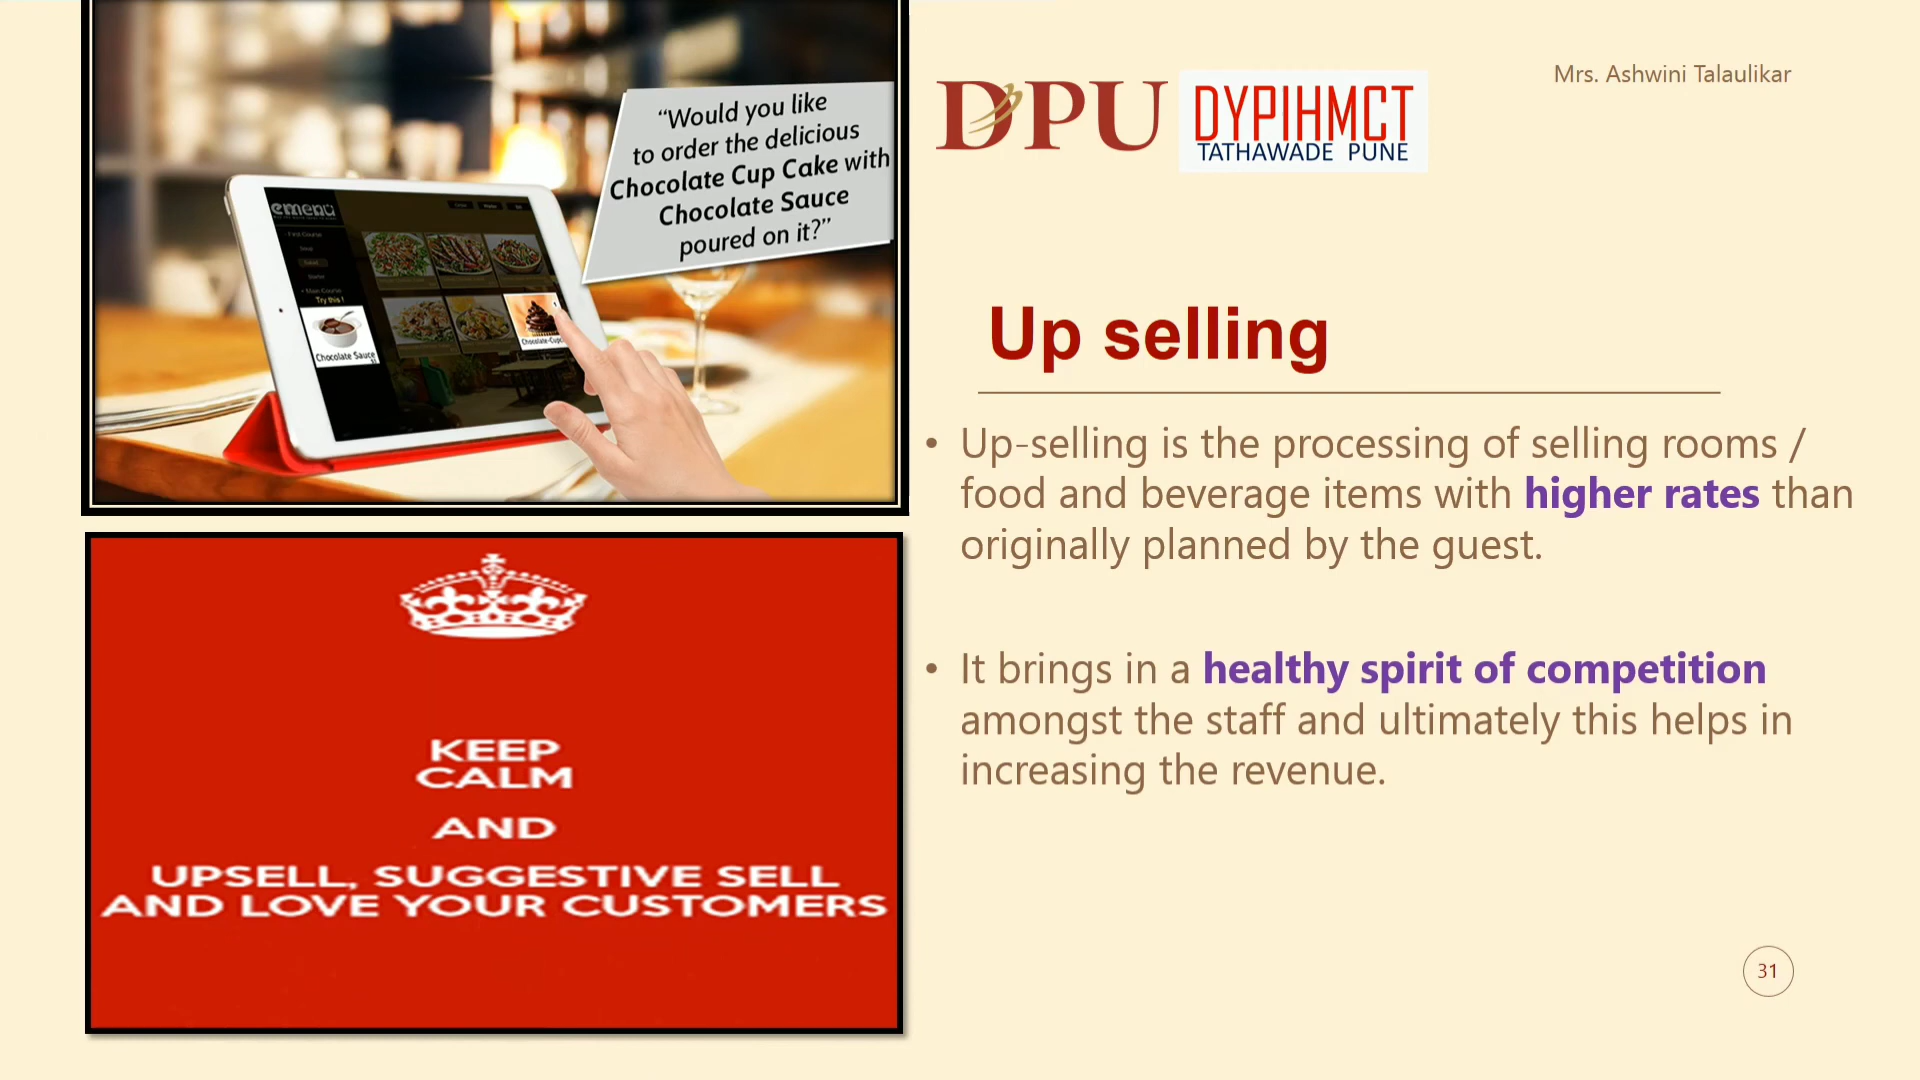 Mrs. Ashwini Talaulikar
DPU
DYPIHMCT
TATHAWADE PUNE
“Would you like
to order the delicious
Chocolate Cup Cake with
Chocolate Sauce
poured on it?”
emenu
Try this !
Chocolate Sauce
Up selling
• Up-selling is the processing of selling rooms /
food and beverage items with higher rates than
originally planned by the guest.
• It brings in a healthy spirit of competition
amongst the staff and ultimately this helps in
increasing the revenue.
KEEP
CALM
AND
UPSELL, SUGGESTIVE SELL
AND LOVE YOUR CUSTOMERS
31